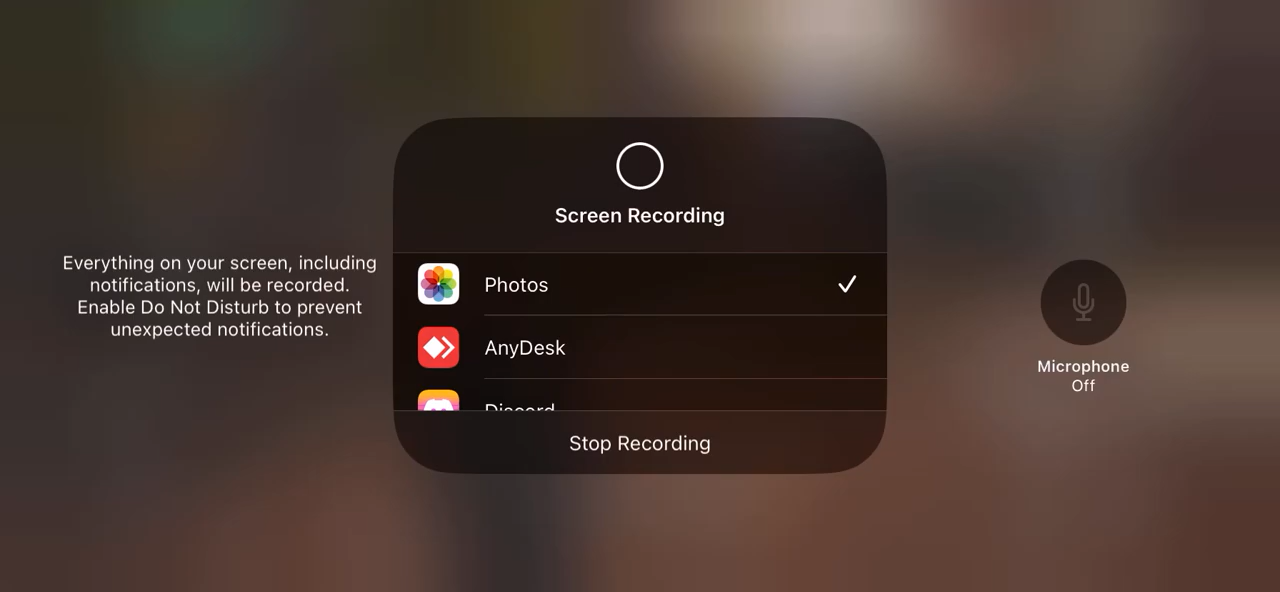 Screen Recording
Everything on your screen, including
notifications, will be recorded.
Enable Do Not Disturb to prevent
unexpected notifications.
Photos
AnyDesk
Discord
Stop Recording
Microphone
Off